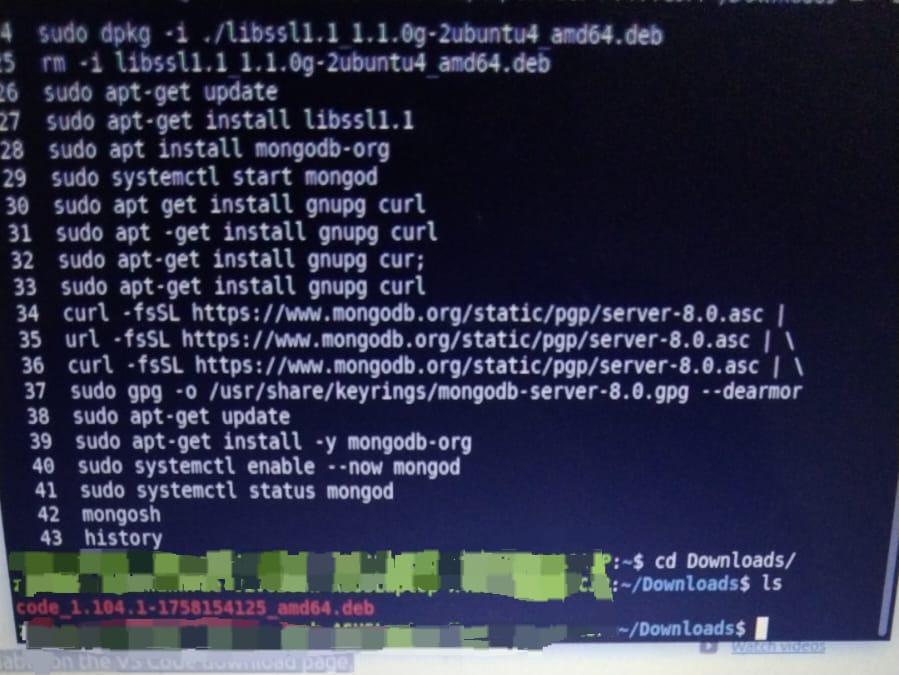 4 sudo dpkg -i ./libssl1.1_1.1.0g-2ubuntu4_amd64.deb
25 rm -i libssl1.1_1.1.0g-2ubuntu4_amd64.deb
26 sudo apt-get update
27 sudo apt-get install libssl1.1
28 sudo apt install mongodb-org
29 sudo systemctl start mongod
30 sudo apt get install gnupg curl
31 sudo apt -get install gnupg curl
32 sudo apt-get install gnupg cur;
33 sudo apt-get install gnupg curl
34 curl -fsSL https://www.mongodb.org/static/pgp/server-8.0.asc |
35 url -fsSL https://www.mongodb.org/static/pgp/server-8.0.asc | \
36 curl -fsSL https://www.mongodb.org/static/pgp/server-8.0.asc | \
37 sudo gpg -o /usr/share/keyrings/mongodb-server-8.0.gpg --dearmor
38 sudo apt-get update
39 sudo apt-get install -y mongodb-org
40 sudo systemctl enable --now mongod
41 sudo systemctl status mongod
42 mongosh
43 history
:~$ cd Downloads/
:~/Downloads$ ls
code_1.104.1-1758154125_amd64.deb
~/Downloads$
on the VS Code download page.
Watch videos